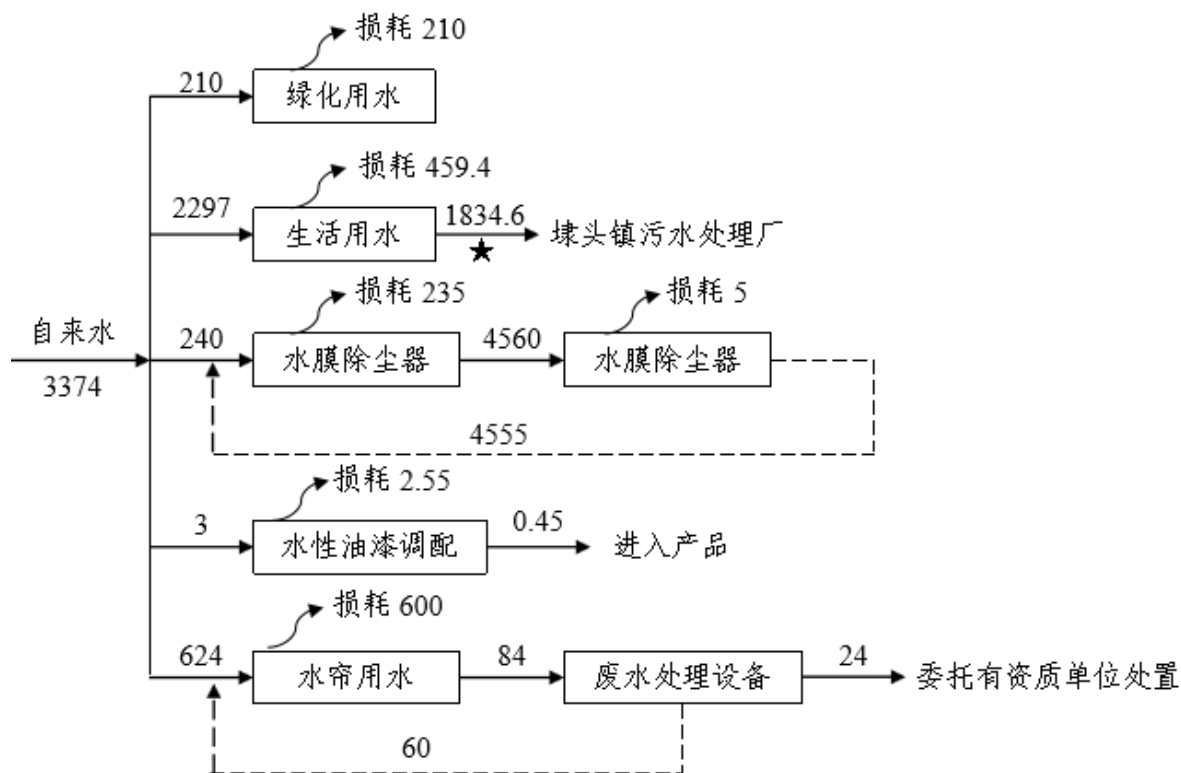 损耗 210
210
绿化用水
损耗 459.4
2297
生活用水
1834.6
★
埭头镇污水处理厂
损耗 235
损耗 5
自来水
3374
240
水膜除尘器
4560
水膜除尘器
4555
损耗 2.55
3
水性油漆调配
0.45
进入产品
损耗 600
624
水帘用水
84
废水处理设备
24
委托有资质单位处置
60